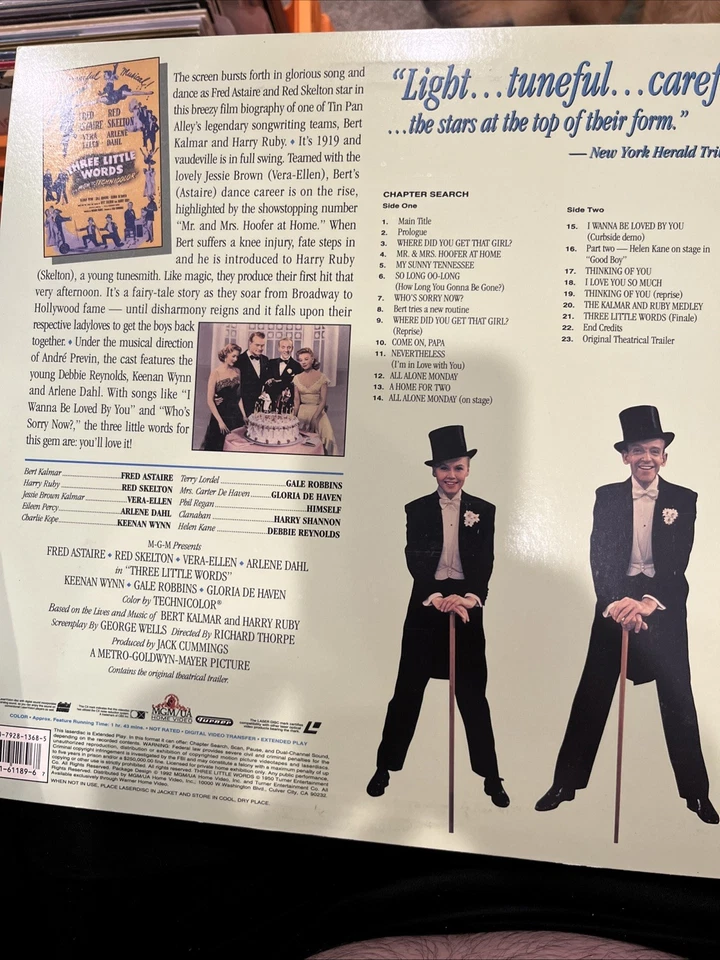 The screen bursts forth in glorious song and
dance as Fred Astaire and Red Skelton star in
this breezy film biography of one of Tin Pan
Alley's legendary songwriting teams, Bert
Kalmar and Harry Ruby. ♦ It's 1919 and
vaudeville is in full swing. Teamed with the
lovely Jessie Brown (Vera-Ellen), Bert's
(Astaire) dance career is on the rise,
highlighted by the showstopping number
"Mr. and Mrs. Hoofer at Home." When
Bert suffers a knee injury, fate steps in
and he is introduced to Harry Ruby
(Skelton), a young tunesmith. Like magic, they produce their first hit that
very afternoon. It's a fairy-tale story as they soar from Broadway to
Hollywood fame — until disharmony reigns and it falls upon their
respective ladyloves to get the boys back
together. ♦ Under the musical direction
of André Previn, the cast features the
young Debbie Reynolds, Keenan Wynn
and Arlene Dahl. With songs like "I
Wanna Be Loved By You" and "Who's
Sorry Now?," the three little words for
this gem are: you'll love it!
Musical!
RED
SKELTON
VERA ARLENE
ELLEN DAHL
THREE LITTLE
WORDS
Bert Kalmar FRED ASTAIRE
Harry Ruby RED SKELTON
Jessie Brown Kalmar VERA-ELLEN
Eileen Percy ARLENE DAHL
Charlie Kope KEENAN WYNN
Terry Lordel GALE ROBBINS
Mrs. Carter De Haven GLORIA DE HAVEN
Phil Regan HIMSELF
Clanahan HARRY SHANNON
Helen Kane DEBBIE REYNOLDS
M-G-M Presents
FRED ASTAIRE ♦ RED SKELTON ♦ VERA-ELLEN ♦ ARLENE DAHL
in "THREE LITTLE WORDS"
KEENAN WYNN ♦ GALE ROBBINS ♦ GLORIA DE HAVEN
Color by TECHNICOLOR®
Based on the Lives and Music of BERT KALMAR and HARRY RUBY
Screenplay By GEORGE WELLS Directed By RICHARD THORPE
Produced by JACK CUMMINGS
A METRO-GOLDWYN-MAYER PICTURE
Contains the original theatrical trailer.
MGM/UA
HOME VIDEO
Turner
COLOR • Approx. Feature Running Time: 1 hr. 43 mins. • NOT RATED • DIGITAL VIDEO TRANSFER • EXTENDED PLAY
-7928-1368-5
-61189-6 7
WHEN NOT IN USE, PLACE LASERDISC IN JACKET AND STORE IN COOL, DRY PLACE.
"Light...tuneful...caref
...the stars at the top of their form."
— New York Herald Tri
CHAPTER SEARCH
Side One
1. Main Title
2. Prologue
3. WHERE DID YOU GET THAT GIRL?
4. MR. & MRS. HOOFER AT HOME
5. MY SUNNY TENNESSEE
6. SO LONG OO-LONG
(How Long You Gonna Be Gone?)
7. WHO'S SORRY NOW?
8. Bert tries a new routine
9. WHERE DID YOU GET THAT GIRL?
(Reprise)
10. COME ON, PAPA
11. NEVERTHELESS
(I'm in Love with You)
12. ALL ALONE MONDAY
13. A HOME FOR TWO
14. ALL ALONE MONDAY (on stage)
Side Two
15. I WANNA BE LOVED BY YOU
(Curbside demo)
16. Part two — Helen Kane on stage in
"Good Boy"
17. THINKING OF YOU
18. I LOVE YOU SO MUCH
19. THINKING OF YOU (reprise)
20. THE KALMAR AND RUBY MEDLEY
21. THREE LITTLE WORDS (Finale)
22. End Credits
23. Original Theatrical Trailer